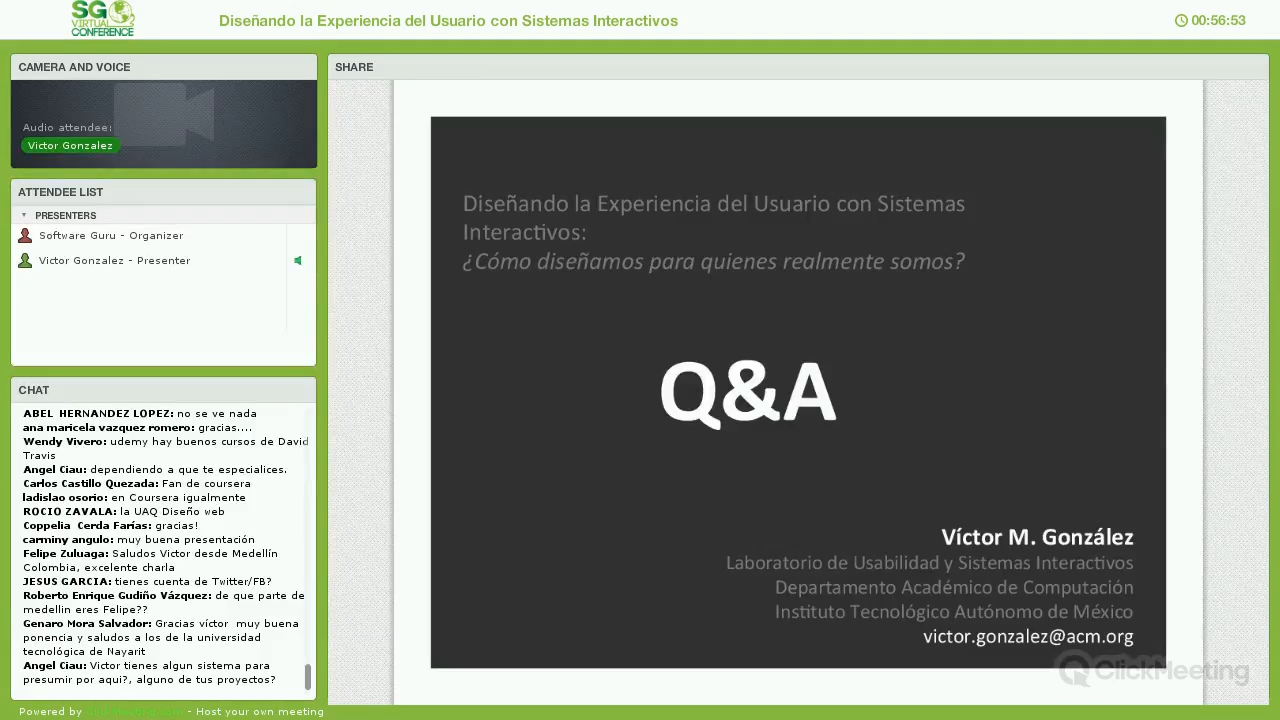 SG
VIRTUAL
CONFERENCE
Diseñando la Experiencia del Usuario con Sistemas Interactivos
00:56:53
CAMERA AND VOICE
Audio attendee:
Victor Gonzalez
ATTENDEE LIST
PRESENTERS
Software Guru - Organizer
Victor Gonzalez - Presenter
CHAT
ABEL HERNANDEZ LOPEZ: no se ve nada
a maricela vazquez romero: gracias....
Wendy Vivero: udemy hay buenos cursos de David
Travis
Angel Ciau: dependiendo a que te especialices.
Carlos Castillo Quezada: Fan de coursera
ladislao osorio: en Coursera igualmente
ROCIO ZAVALA: la UAQ Diseño web
Coppelia Cerda Farías: gracias!
carminy angulo: muy buena presentación
Felipe Zuluaga: Saludos Victor desde Medellín
Colombia, excelente charla
JESUS GARCIA: tienes cuenta de Twitter/FB?
Roberto Enrique Gudiño Vázquez: de que parte de
medellin eres Felipe??
Genaro Mora Salvador: Gracias víctor muy buena
ponencia y saludos a los de la universidad
tecnológica de Nayarit
Angel Ciau: Victor tienes algun sistema para
presumir por aqui?, alguno de tus proyectos?
Powered by - Host your own meeting
SHARE
Diseñando la Experiencia del Usuario con Sistemas
Interactivos:
¿Cómo diseñamos para quienes realmente somos?
Q&A
Víctor M. González
Laboratorio de Usabilidad y Sistemas Interactivos
Departamento Académico de Computación
Instituto Tecnológico Autónomo de México
victor.gonzalez@acm.org
ClickMeeting